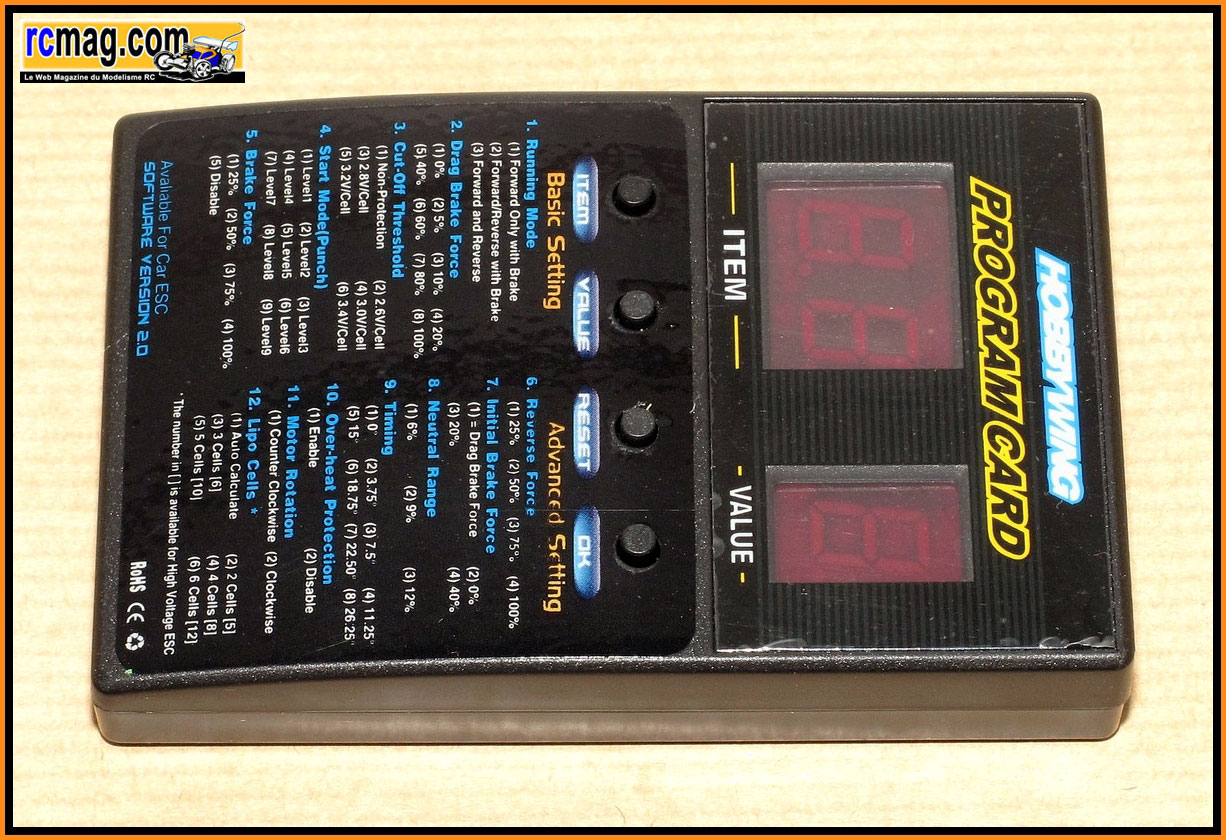 rcmag.com
Le Web Magazine du Modelisme RC
HOBBYWING
PROGRAM CARD
ITEM
- VALUE -
ITEM
VALUE
RESET
OK
Basic Setting
1. Running Mode
(1) Forward Only with Brake
(2) Forward/Reverse with Brake
(3) Forward and Reverse
2. Drag Brake Force
(1) 0% (2) 5% (3) 10% (4) 20%
(5) 40% (6) 60% (7) 80% (8) 100%
3. Cut-Off Threshold
(1) Non-Protection (2) 2.6V/Cell
(3) 2.8V/Cell (4) 3.0V/Cell
(5) 3.2V/Cell (6) 3.4V/Cell
4. Start Mode(Punch)
(1) Level1 (2) Level2 (3) Level3
(4) Level4 (5) Level5 (6) Level6
(7) Level7 (8) Level8 (9) Level9
5. Brake Force
(1) 25% (2) 50% (3) 75% (4) 100%
(5) Disable
Avaliable For Car ESC
SOFTWARE VERSION 2.0
Advanced Setting
6. Reverse Force
(1) 25% (2) 50% (3) 75% (4) 100%
7. Initial Brake Force
(1) = Drag Brake Force (2) 0%
(3) 20% (4) 40%
8. Neutral Range
(1) 6% (2) 9% (3) 12%
9. Timing
(1) 0° (2) 3.75° (3) 7.5° (4) 11.25°
(5) 15° (6) 18.75° (7) 22.50° (8) 26.25°
10. Over-heat Protection
(1) Enable (2) Disable
11. Motor Rotation
(1) Counter Clockwise (2) Clockwise
12. Lipo Cells *
(1) Auto Calculate (2) 2 Cells [5]
(3) 3 Cells [6] (4) 4 Cells [8]
(5) 5 Cells [10] (6) 6 Cells [12]
* The number in [ ] is available for High Voltage ESC
RoHS CE